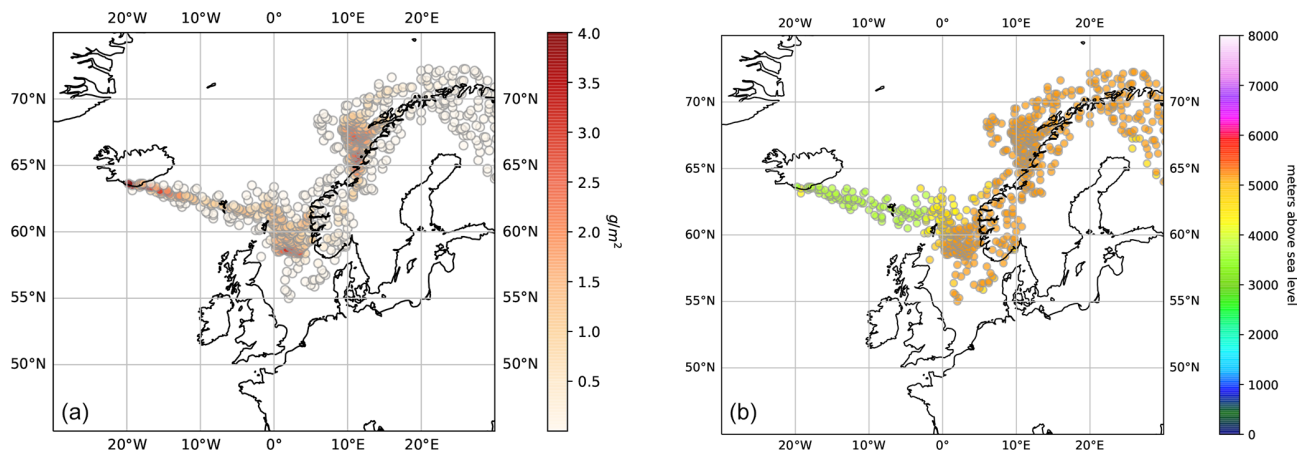 20°W 10°W 0° 10°E 20°E
70°N
65°N
60°N
55°N
50°N
70°N
65°N
60°N
55°N
50°N
(a)
20°W 10°W 0° 10°E 20°E
4.0
3.5
3.0
2.5
2.0
1.5
1.0
0.5
g/m²
20°W 10°W 0° 10°E 20°E
70°N
65°N
60°N
55°N
50°N
70°N
65°N
60°N
55°N
50°N
(b)
20°W 10°W 0° 10°E 20°E
8000
7000
6000
5000
4000
3000
2000
1000
0
meters above sea level